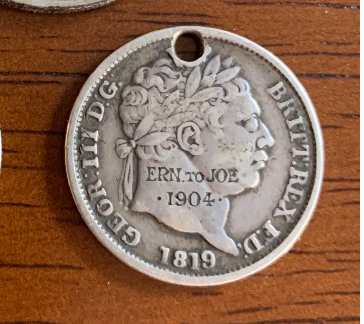 GEOR: III D.G. BRITT: REX F.D.
ERN. TO JOE
· 1904 ·
1819